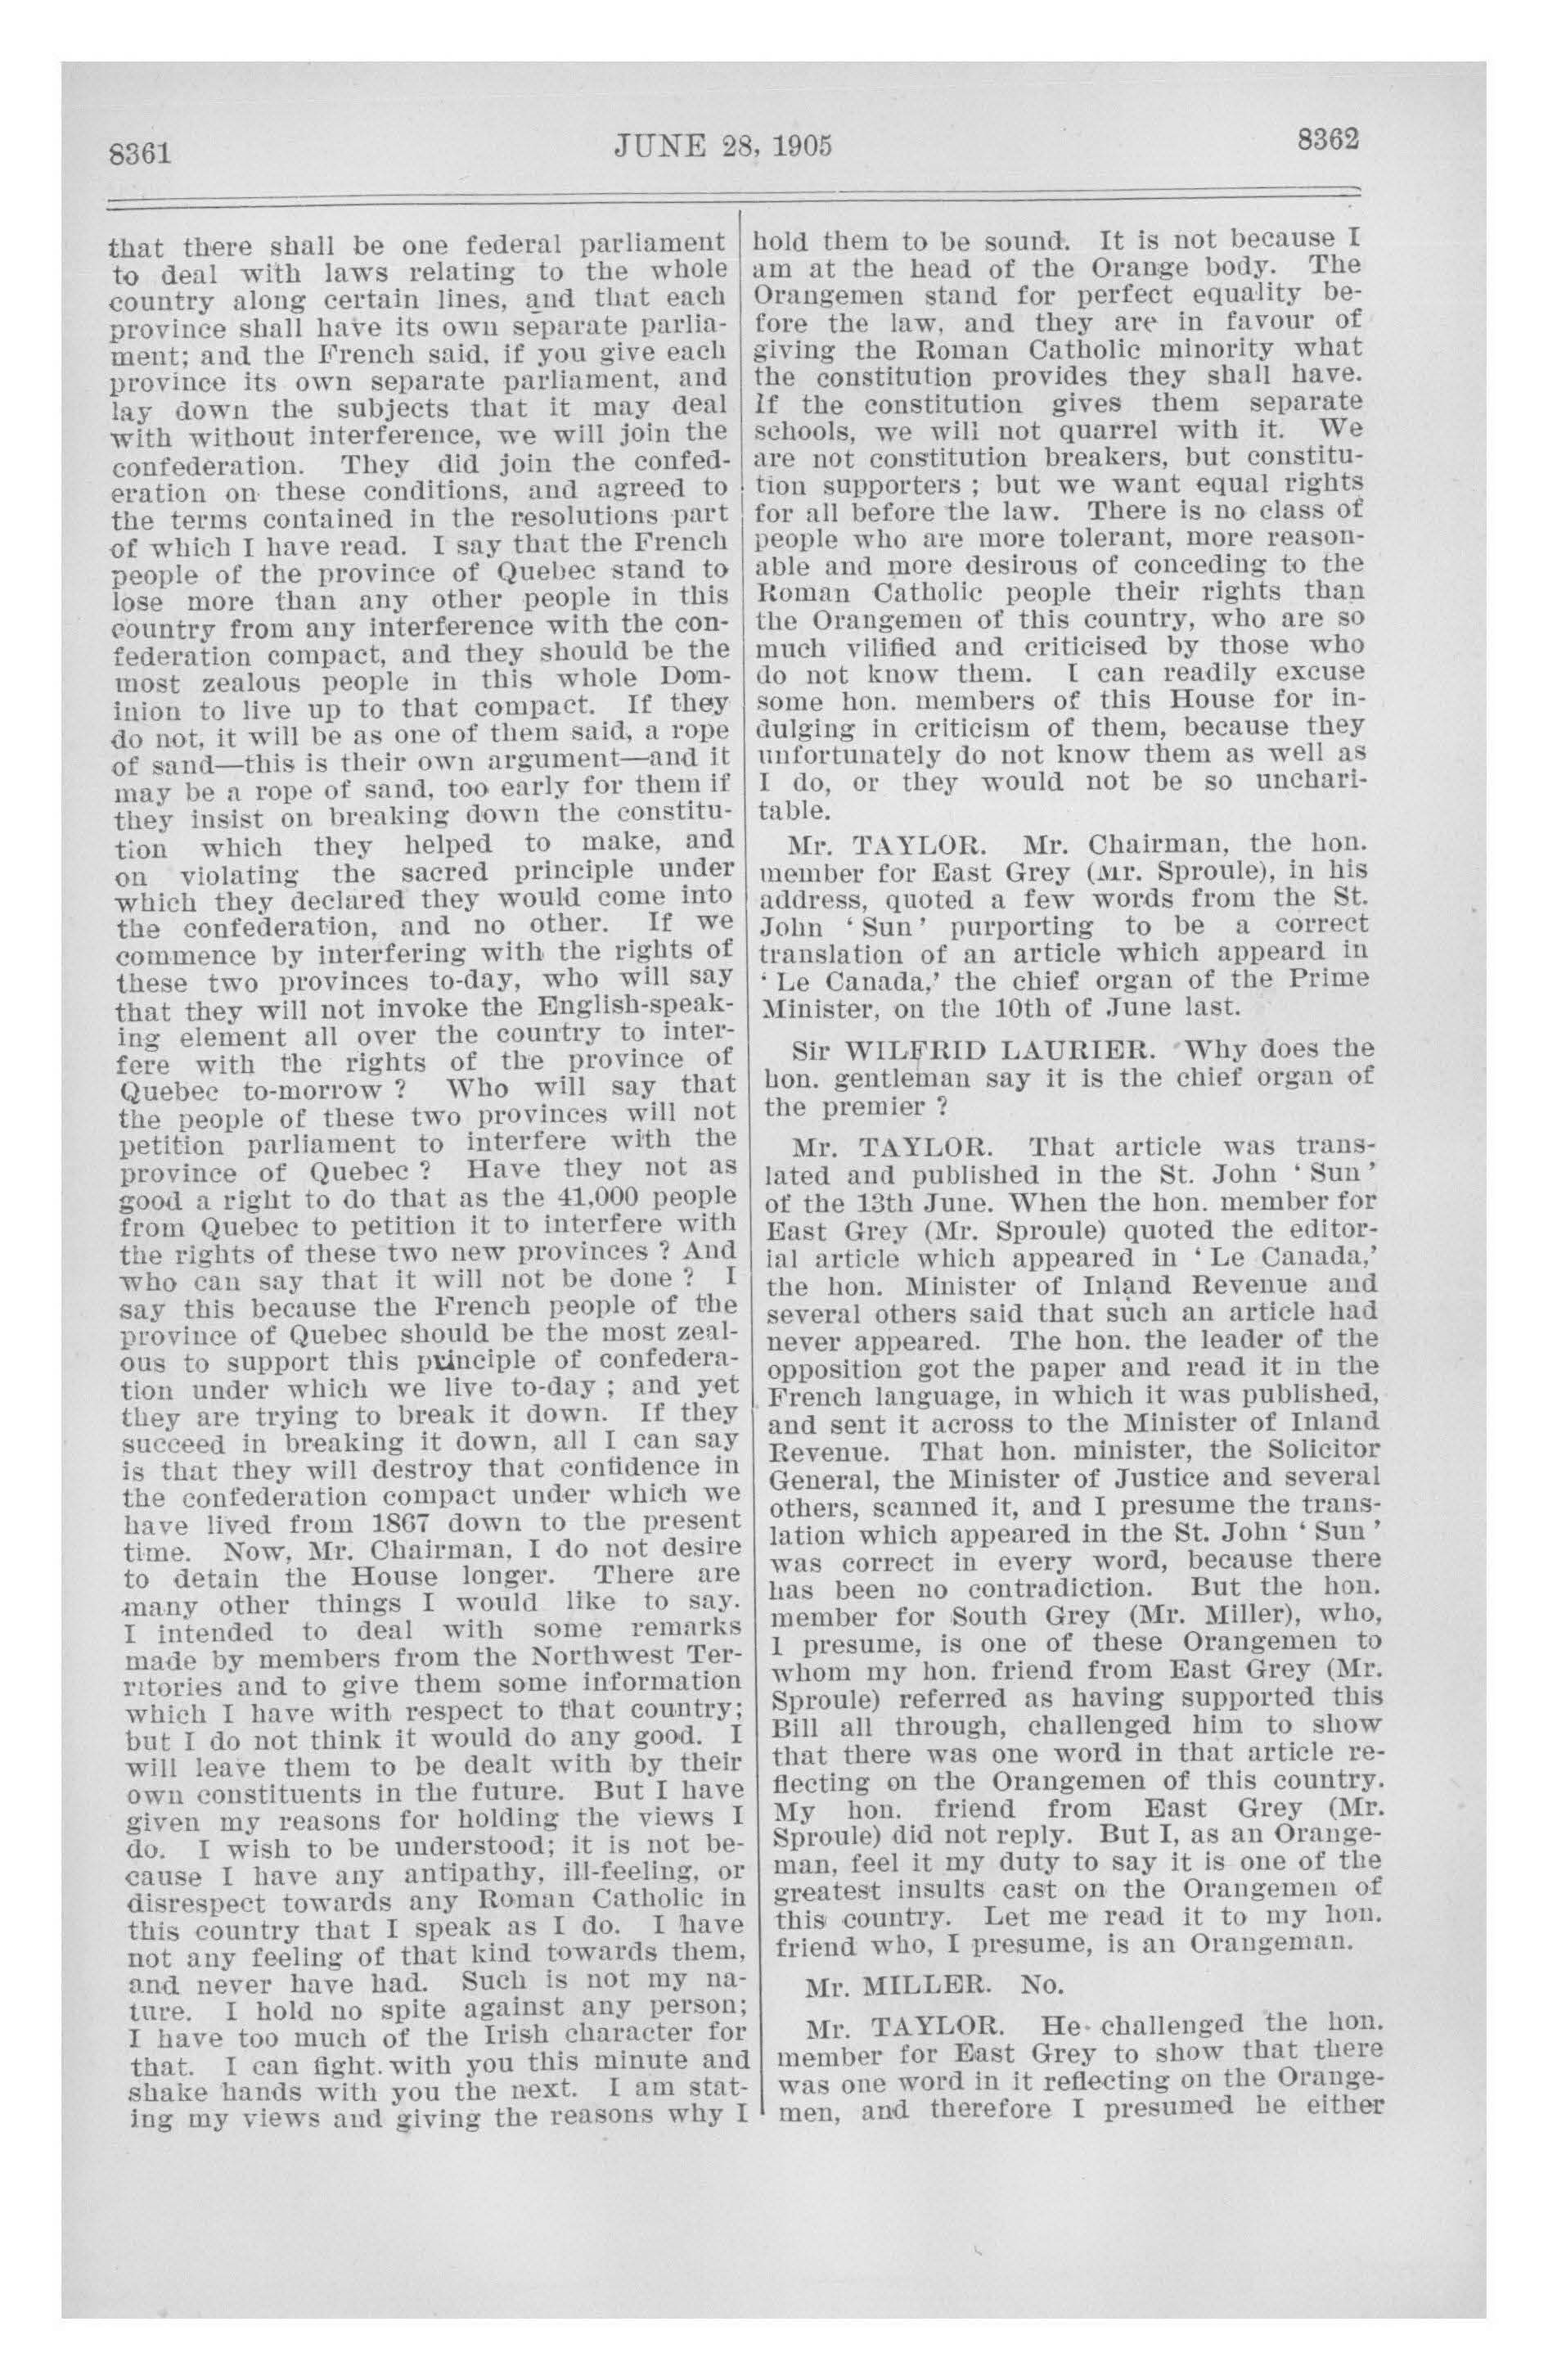 8361
JUNE 28, 1905
8362
that there shall be one federal parliament
to deal with laws relating to the whole
country along certain lines, and that each
province shall have its own separate parlia-
ment; and the French said, if you give each
province its own separate parliament, and
lay down the subjects that it may deal
with without interference, we will join the
confederation. They did join the confed-
eration on these conditions, and agreed to
the terms contained in the resolutions part
of which I have read. I say that the French
people of the province of Quebec stand to
lose more than any other people in this
country from any interference with the con-
federation compact, and they should be the
most zealous people in this whole Dom-
inion to live up to that compact. If they
do not, it will be as one of them said, a rope
of sand—this is their own argument—and it
may be a rope of sand, too early for them if
they insist on breaking down the constitu-
tion which they helped to make, and
on violating the sacred principle under
which they declared they would come into
the confederation, and no other. If we
commence by interfering with the rights of
these two provinces to-day, who will say
that they will not invoke the English-speak-
ing element all over the country to inter-
fere with the rights of the province of
Quebec to-morrow ? Who will say that
the people of these two provinces will not
petition parliament to interfere with the
province of Quebec ? Have they not as
good a right to do that as the 41,000 people
from Quebec to petition it to interfere with
the rights of these two new provinces ? And
who can say that it will not be done ? I
say this because the French people of the
province of Quebec should be the most zeal-
ous to support this principle of confedera-
tion under which we live to-day ; and yet
they are trying to break it down. If they
succeed in breaking it down, all I can say
is that they will destroy that confidence in
the confederation compact under which we
have lived from 1867 down to the present
time. Now, Mr. Chairman, I do not desire
to detain the House longer. There are
many other things I would like to say.
I intended to deal with some remarks
made by members from the Northwest Ter-
ritories and to give them some information
which I have with respect to that country;
but I do not think it would do any good. I
will leave them to be dealt with by their
own constituents in the future. But I have
given my reasons for holding the views I
do. I wish to be understood; it is not be-
cause I have any antipathy, ill-feeling, or
disrespect towards any Roman Catholic in
this country that I speak as I do. I have
not any feeling of that kind towards them,
and never have had. Such is not my na-
ture. I hold no spite against any person;
I have too much of the Irish character for
that. I can fight with you this minute and
shake hands with you the next. I am stat-
ing my views and giving the reasons why I
hold them to be sound. It is not because I
am at the head of the Orange body. The
Orangemen stand for perfect equality be-
fore the law, and they are in favour of
giving the Roman Catholic minority what
the constitution provides they shall have.
If the constitution gives them separate
schools, we will not quarrel with it. We
are not constitution breakers, but constitu-
tion supporters ; but we want equal rights
for all before the law. There is no class of
people who are more tolerant, more reason-
able and more desirous of conceding to the
Roman Catholic people their rights than
the Orangemen of this country, who are so
much vilified and criticised by those who
do not know them. I can readily excuse
some hon. members of this House for in-
dulging in criticism of them, because they
unfortunately do not know them as well as
I do, or they would not be so unchari-
table.
Mr. TAYLOR. Mr. Chairman, the hon.
member for East Grey (Mr. Sproule), in his
address, quoted a few words from the St.
John ‘ Sun ’ purporting to be a correct
translation of an article which appeard in
‘ Le Canada,’ the chief organ of the Prime
Minister, on the 10th of June last.
Sir WILFRID LAURIER. Why does the
hon. gentleman say it is the chief organ of
the premier ?
Mr. TAYLOR. That article was trans-
lated and published in the St. John ‘ Sun ’
of the 13th June. When the hon. member for
East Grey (Mr. Sproule) quoted the editor-
ial article which appeared in ‘ Le Canada,’
the hon. Minister of Inland Revenue and
several others said that such an article had
never appeared. The hon. the leader of the
opposition got the paper and read it in the
French language, in which it was published,
and sent it across to the Minister of Inland
Revenue. That hon. minister, the Solicitor
General, the Minister of Justice and several
others, scanned it, and I presume the trans-
lation which appeared in the St. John ‘ Sun ’
was correct in every word, because there
has been no contradiction. But the hon.
member for South Grey (Mr. Miller), who,
I presume, is one of these Orangemen to
whom my hon. friend from East Grey (Mr.
Sproule) referred as having supported this
Bill all through, challenged him to show
that there was one word in that article re-
flecting on the Orangemen of this country.
My hon. friend from East Grey (Mr.
Sproule) did not reply. But I, as an Orange-
man, feel it my duty to say it is one of the
greatest insults cast on the Orangemen of
this country. Let me read it to my hon.
friend who, I presume, is an Orangeman.
Mr. MILLER. No.
Mr. TAYLOR. He challenged the hon.
member for East Grey to show that there
was one word in it reflecting on the Orange-
men, and therefore I presumed he either